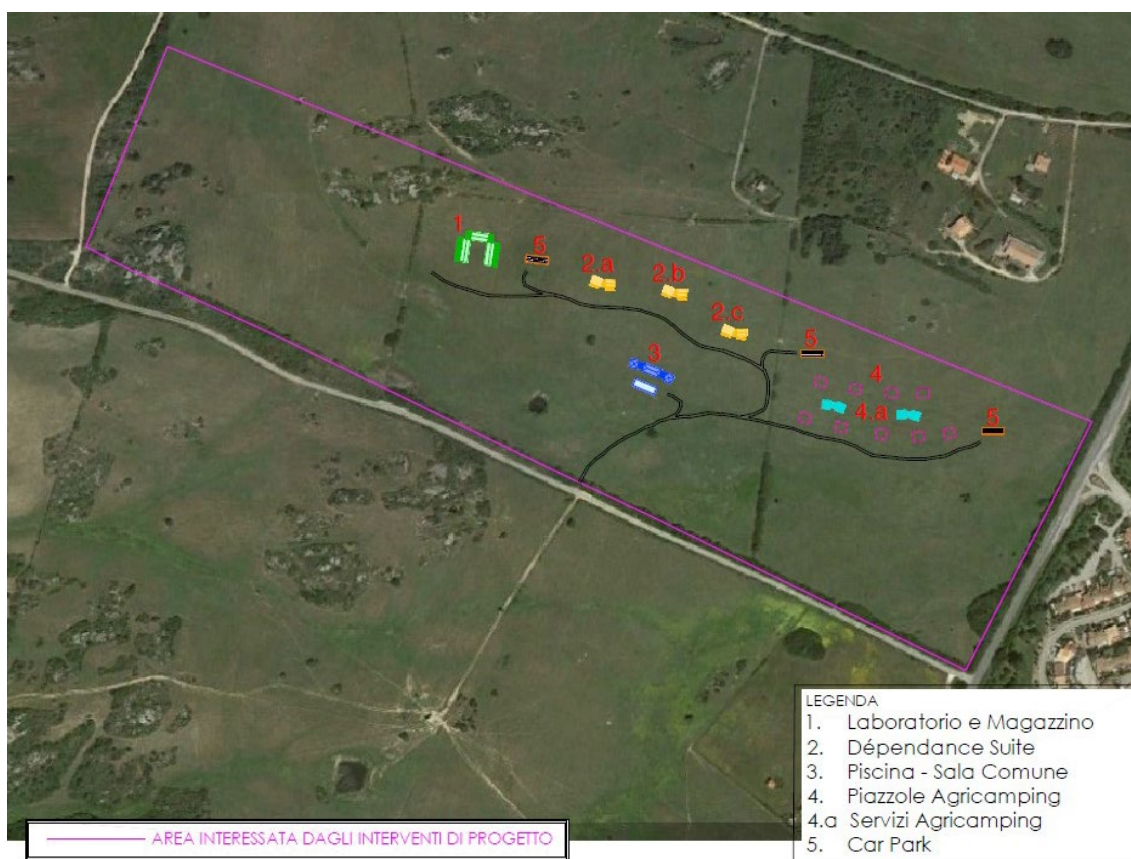 1
5
2.a
2.b
2.c
3
5
4
4.a
5
LEGENDA
1. Laboratorio e Magazzino
2. Dépendance Suite
3. Piscina - Sala Comune
4. Piazzole Agricamping
4.a Servizi Agricamping
5. Car Park
AREA INTERESSATA DAGLI INTERVENTI DI PROGETTO